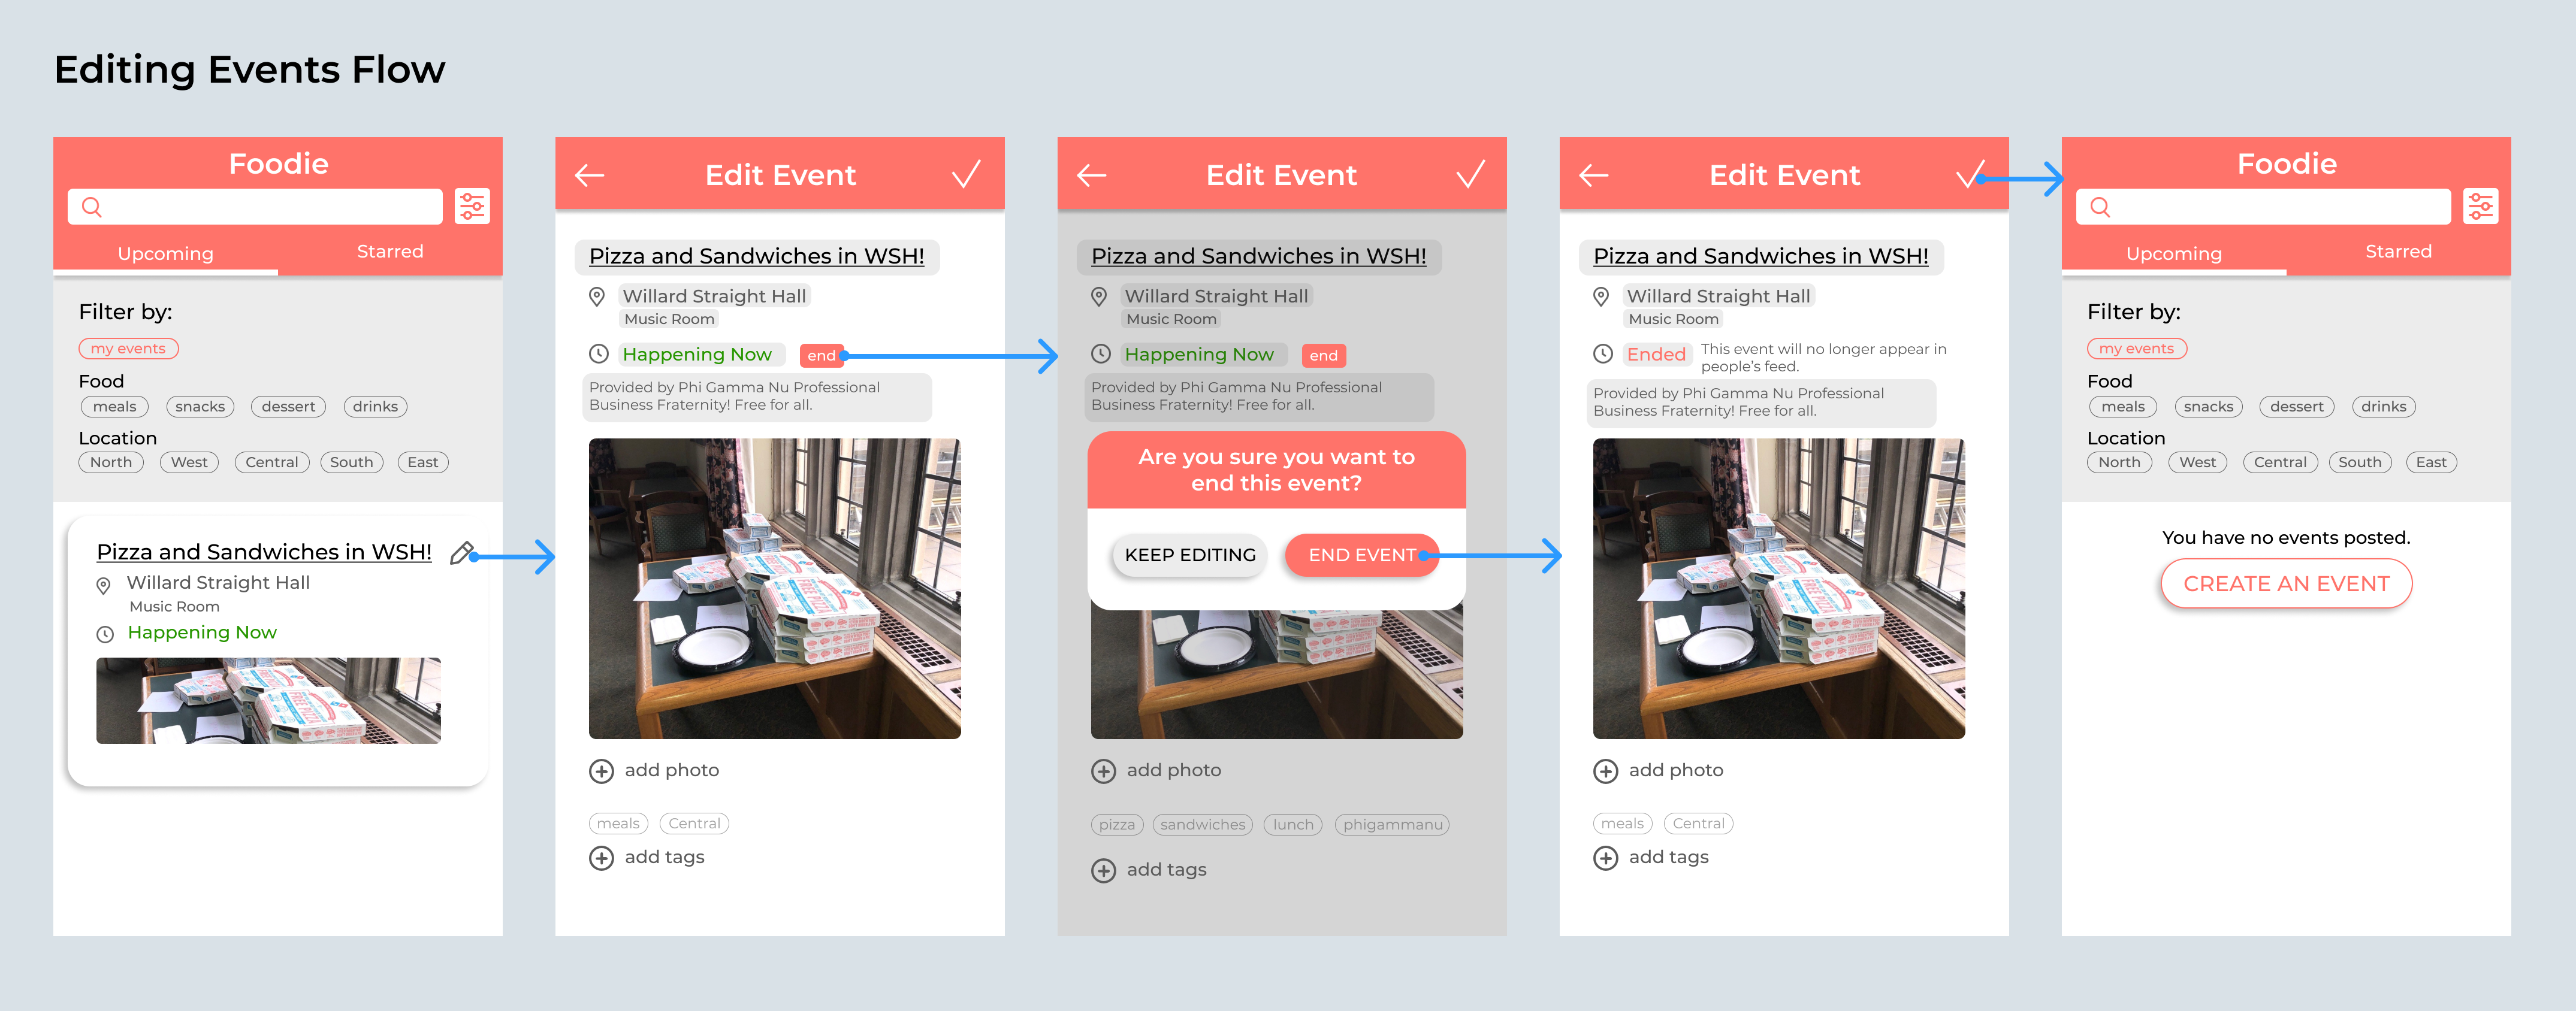 Editing Events Flow
Foodie
Upcoming
Starred
Filter by:
my events
Food
meals
snacks
dessert
drinks
Location
North
West
Central
South
East
Pizza and Sandwiches in WSH!
Willard Straight Hall
Music Room
Happening Now
Edit Event
Pizza and Sandwiches in WSH!
Willard Straight Hall
Music Room
Happening Now
end
Provided by Phi Gamma Nu Professional
Business Fraternity! Free for all.
add photo
meals
Central
add tags
Edit Event
Pizza and Sandwiches in WSH!
Willard Straight Hall
Music Room
Happening Now
end
Provided by Phi Gamma Nu Professional
Business Fraternity! Free for all.
Are you sure you want to
end this event?
KEEP EDITING
END EVENT
add photo
pizza
sandwiches
lunch
phigammanu
add tags
Edit Event
Pizza and Sandwiches in WSH!
Willard Straight Hall
Music Room
Ended
This event will no longer appear in
people's feed.
Provided by Phi Gamma Nu Professional
Business Fraternity! Free for all.
add photo
meals
Central
add tags
Foodie
Upcoming
Starred
Filter by:
my events
Food
meals
snacks
dessert
drinks
Location
North
West
Central
South
East
You have no events posted.
CREATE AN EVENT